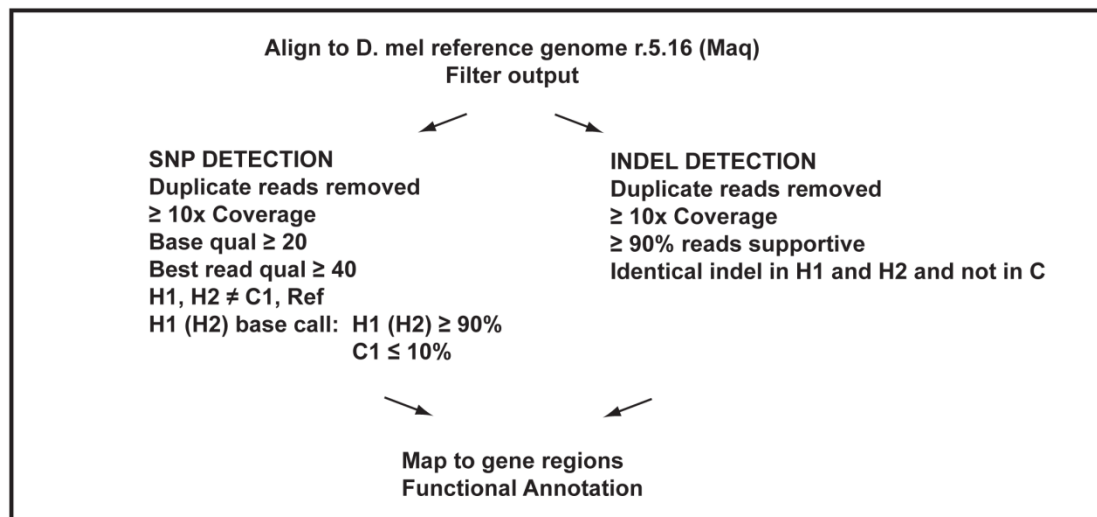 Align to D. mel reference genome r.5.16 (Maq)
Filter output
SNP DETECTION
Duplicate reads removed
≥ 10x Coverage
Base qual ≥ 20
Best read qual ≥ 40
H1, H2 ≠ C1, Ref
H1 (H2) base call: H1 (H2) ≥ 90%
C1 ≤ 10%
INDEL DETECTION
Duplicate reads removed
≥ 10x Coverage
≥ 90% reads supportive
Identical indel in H1 and H2 and not in C
Map to gene regions
Functional Annotation